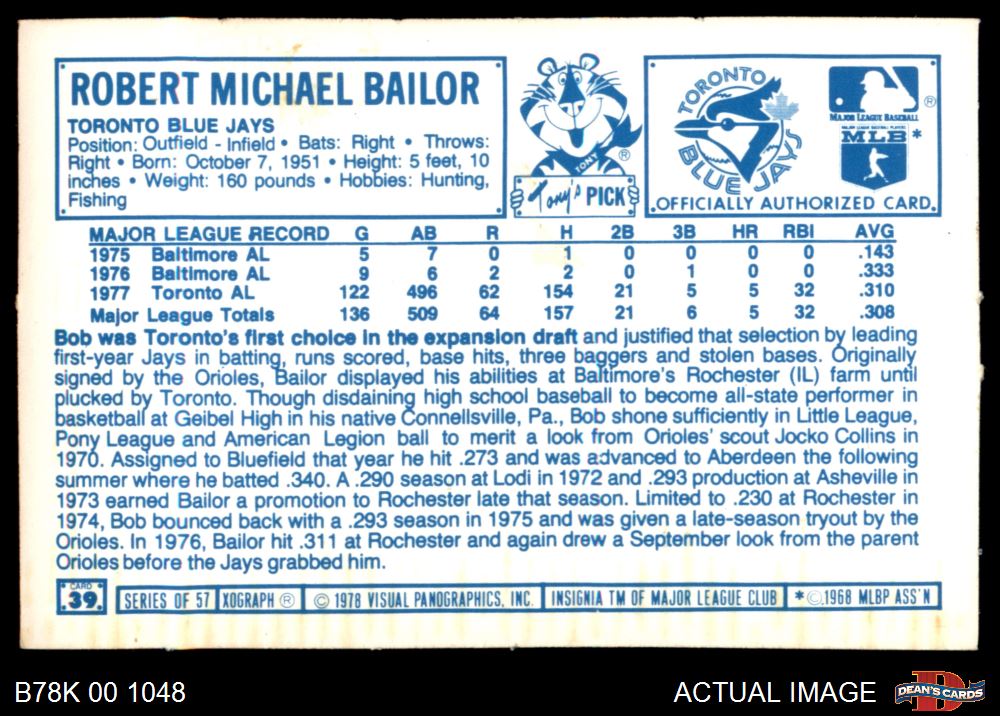 ROBERT MICHAEL BAILOR
TORONTO BLUE JAYS
Position: Outfield - Infield • Bats: Right • Throws:
Right • Born: October 7, 1951 • Height: 5 feet, 10
inches • Weight: 160 pounds • Hobbies: Hunting,
Fishing
TONY
®
Tony's PICK
TORONTO
BLUE JAYS
®
MAJOR LEAGUE BASEBALL
MAJOR LEAGUE BASEBALL PLAYERS
MLB *
OFFICIALLY AUTHORIZED CARD.
MAJOR LEAGUE RECORD G AB R H 2B 3B HR RBI AVG
1975 Baltimore AL 5 7 0 1 0 0 0 0 .143
1976 Baltimore AL 9 6 2 2 0 1 0 0 .333
1977 Toronto AL 122 496 62 154 21 5 5 32 .310
Major League Totals 136 509 64 157 21 6 5 32 .308
Bob was Toronto's first choice in the expansion draft and justified that selection by leading
first-year Jays in batting, runs scored, base hits, three baggers and stolen bases. Originally
signed by the Orioles, Bailor displayed his abilities at Baltimore's Rochester (IL) farm until
plucked by Toronto. Though disdaining high school baseball to become all-state performer in
basketball at Geibel High in his native Connellsville, Pa., Bob shone sufficiently in Little League,
Pony League and American Legion ball to merit a look from Orioles' scout Jocko Collins in
1970. Assigned to Bluefield that year he hit .273 and was advanced to Aberdeen the following
summer where he batted .340. A .290 season at Lodi in 1972 and .293 production at Asheville in
1973 earned Bailor a promotion to Rochester late that season. Limited to .230 at Rochester in
1974, Bob bounced back with a .293 season in 1975 and was given a late-season tryout by the
Orioles. In 1976, Bailor hit .311 at Rochester and again drew a September look from the parent
Orioles before the Jays grabbed him.
CARD
39 SERIES OF 57 XOGRAPH ® © 1978 VISUAL PANOGRAPHICS, INC. INSIGNIA TM OF MAJOR LEAGUE CLUB * © 1968 MLBP ASS'N
B78K 00 1048 ACTUAL IMAGE DEAN'S CARDS